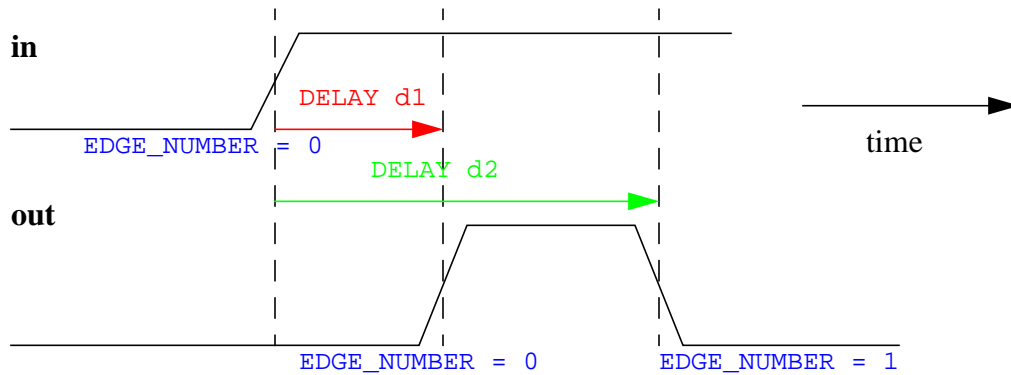 in
DELAY d1
EDGE_NUMBER = 0
time
DELAY d2
out
EDGE_NUMBER = 0
EDGE_NUMBER = 1